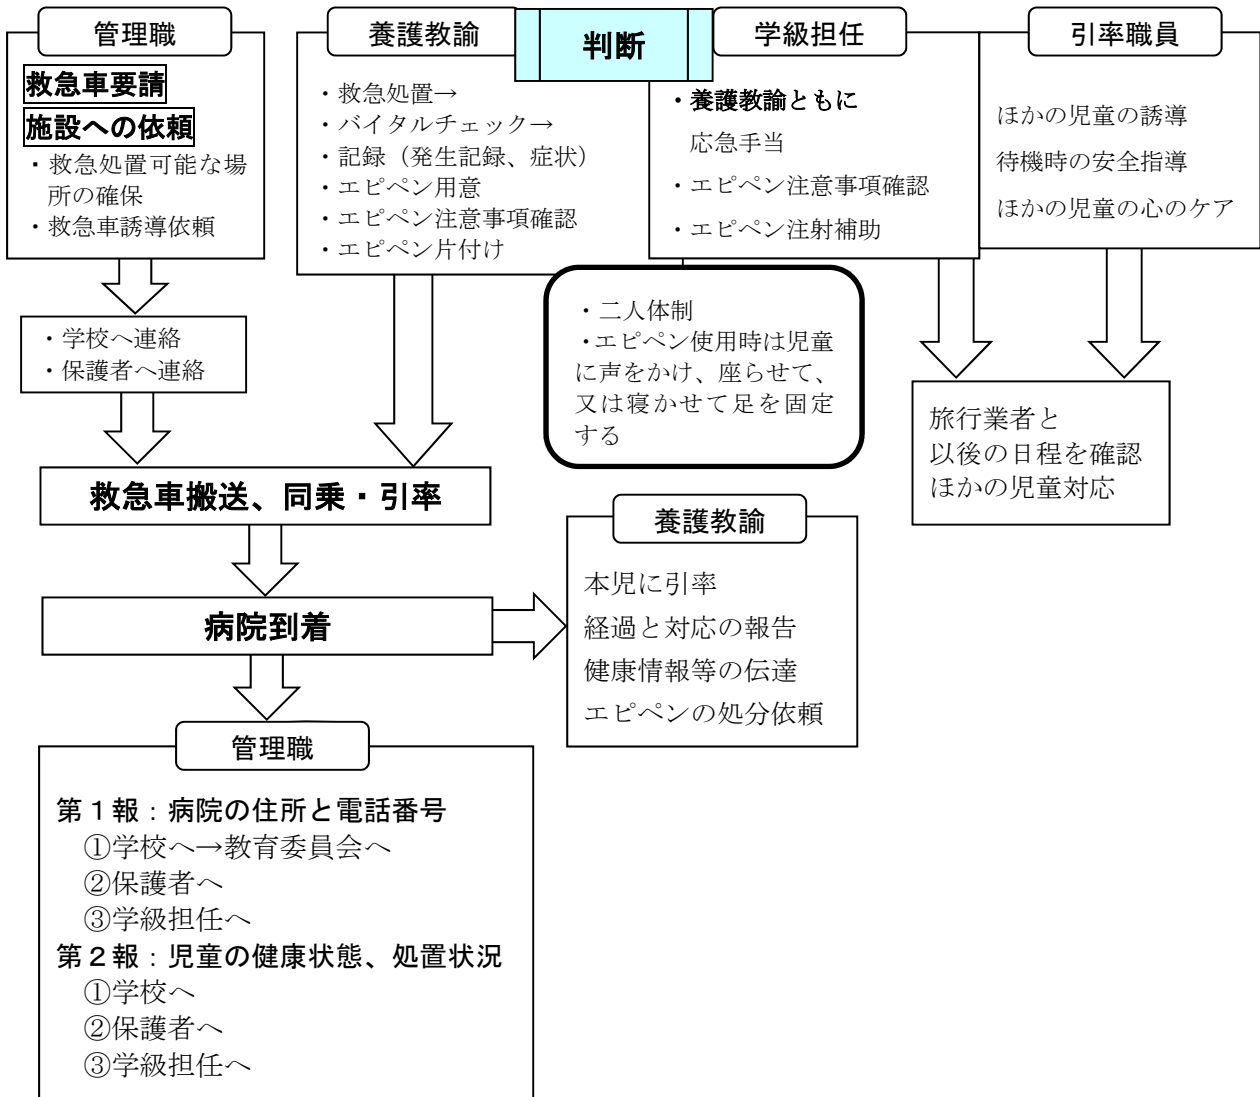 管理職
救急車要請
施設への依頼
・救急処置可能な場
所の確保
・救急車誘導依頼
養護教諭
・救急処置→
・バイタルチェック→
・記録（発生記録、症状）
・エピペン用意
・エピペン注意事項確認
・エピペン片付け
判断
学級担任
・養護教諭ともに
応急手当
・エピペン注意事項確認
・エピペン注射補助
引率職員
ほかの児童の誘導
待機時の安全指導
ほかの児童の心のケア
・学校へ連絡
・保護者へ連絡
・二人体制
・エピペン使用時は児童
に声をかけ、座らせて、
又は寝かせて足を固定
する
旅行業者と
以後の日程を確認
ほかの児童対応
救急車搬送、同乗・引率
病院到着
養護教諭
本児に引率
経過と対応の報告
健康情報等の伝達
エピペンの処分依頼
管理職
第１報：病院の住所と電話番号
①学校へ→教育委員会へ
②保護者へ
③学級担任へ
第２報：児童の健康状態、処置状況
①学校へ
②保護者へ
③学級担任へ